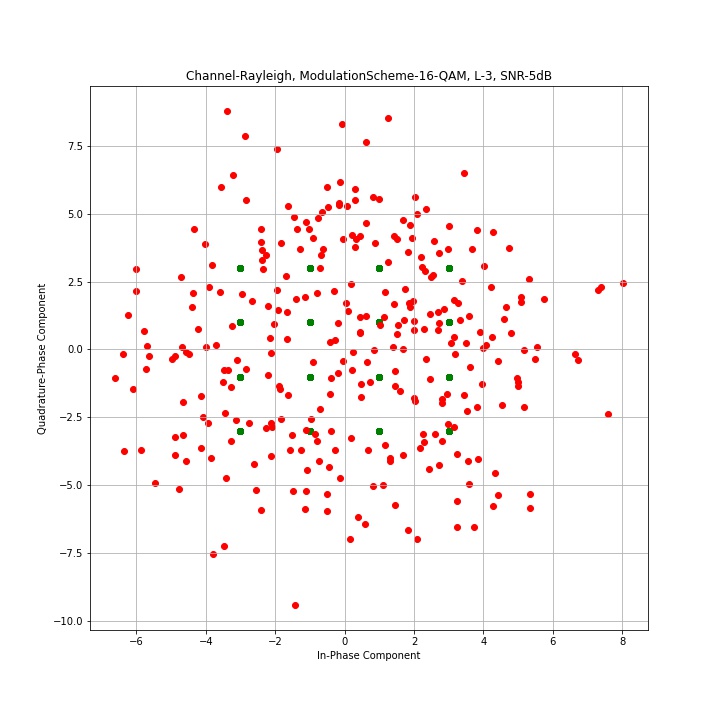 Channel-Rayleigh, ModulationScheme-16-QAM, L-3, SNR-5dB
7.5
5.0
2.5
0.0
−2.5
−5.0
−7.5
−10.0
Quadrature-Phase Component
−6 −4 −2 0 2 4 6 8
In-Phase Component